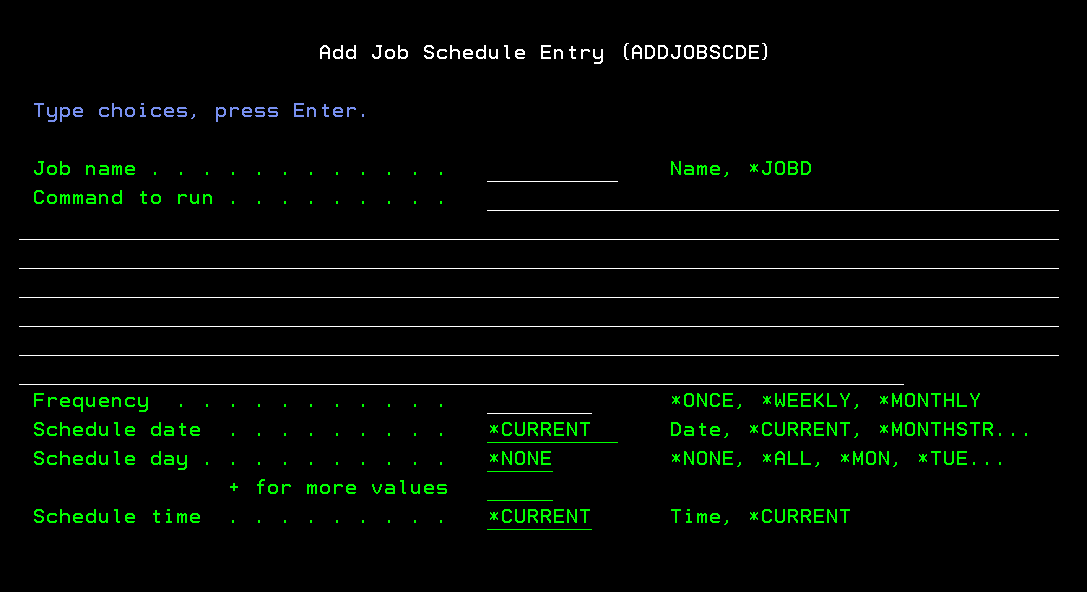 Add Job Schedule Entry (ADDJOBSCDE)
Type choices, press Enter.
Job name . . . . . . . . . . . . Name, *JOBD
Command to run . . . . . . . . .
Frequency . . . . . . . . . . . *ONCE, *WEEKLY, *MONTHLY
Schedule date . . . . . . . . . *CURRENT Date, *CURRENT, *MONTHSTR...
Schedule day . . . . . . . . . . *NONE *NONE, *ALL, *MON, *TUE...
+ for more values
Schedule time . . . . . . . . . *CURRENT Time, *CURRENT